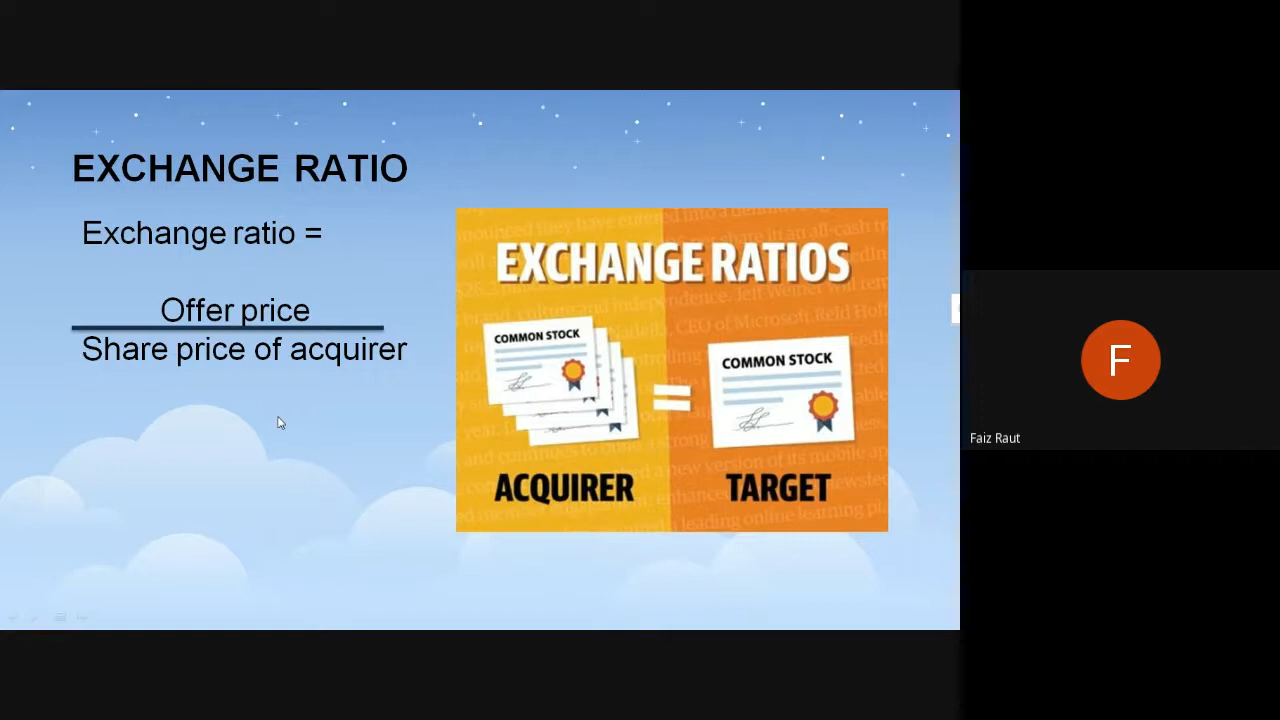 EXCHANGE RATIO
Exchange ratio =
Offer price
Share price of acquirer
EXCHANGE RATIOS
COMMON STOCK
COMMON STOCK
ACQUIRER
TARGET
F
Faiz Raut